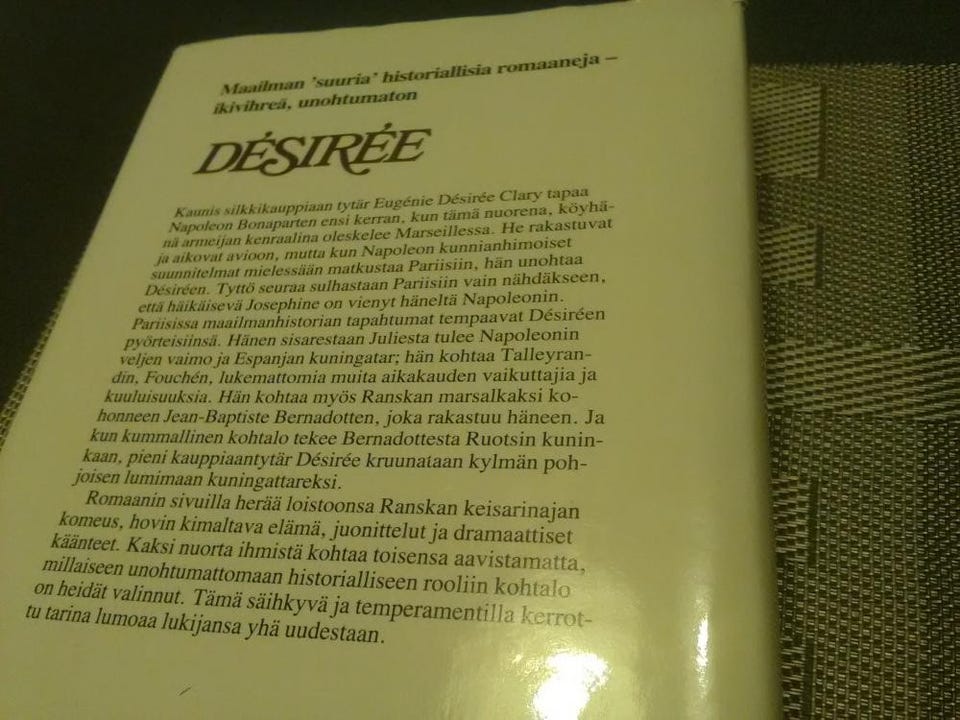 Maailman 'suuria' historiallisia romaaneja –
ikivihreä, unohtumaton
DÉSIRÉE
Kaunis silkkikauppiaan tytär Eugénie Désirée Clary tapaa
Napoleon Bonaparten ensi kerran, kun tämä nuorena, köyhä-
nä armeijan kenraalina oleskelee Marseillessa. He rakastuvat
ja aikovat avioon, mutta kun Napoleon kunnianhimoiset
suunnitelmat mielessään matkustaa Pariisiin, hän unohtaa
Désiréen. Tyttö seuraa sulhastaan Pariisiin vain nähdäkseen,
että häikäisevä Josephine on vienyt häneltä Napoleonin.
Pariisissa maailmanhistorian tapahtumat tempaavat Désiréen
pyörteisiinsä. Hänen sisarestaan Juliesta tulee Napoleonin
veljen vaimo ja Espanjan kuningatar; hän kohtaa Talleyran-
din, Fouchén, lukemattomia muita aikakauden vaikuttajia ja
kuuluisuuksia. Hän kohtaa myös Ranskan marsalkaksi ko-
honneen Jean-Baptiste Bernadotten, joka rakastuu häneen. Ja
kun kummallinen kohtalo tekee Bernadottesta Ruotsin kunin-
kaan, pieni kauppiaantytär Désirée kruunataan kylmän poh-
joisen lumimaan kuningattareksi.
Romaanin sivuilla herää loistoonsa Ranskan keisarinajan
komeus, hovin kimaltava elämä, juonittelut ja dramaattiset
käänteet. Kaksi nuorta ihmistä kohtaa toisensa aavistamatta,
millaiseen unohtumattomaan historialliseen rooliin kohtalo
on heidät valinnut. Tämä säihkyvä ja temperamentilla kerrot-
tu tarina lumoaa lukijansa yhä uudestaan.